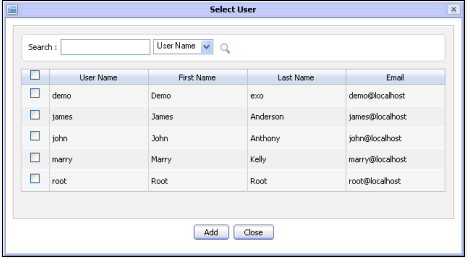 Select User
Search : User Name
User Name First Name Last Name Email
demo Demo exo demo@localhost
james James Anderson james@localhost
john John Anthony john@localhost
marry Marry Kelly marry@localhost
root Root Root root@localhost
Add Close